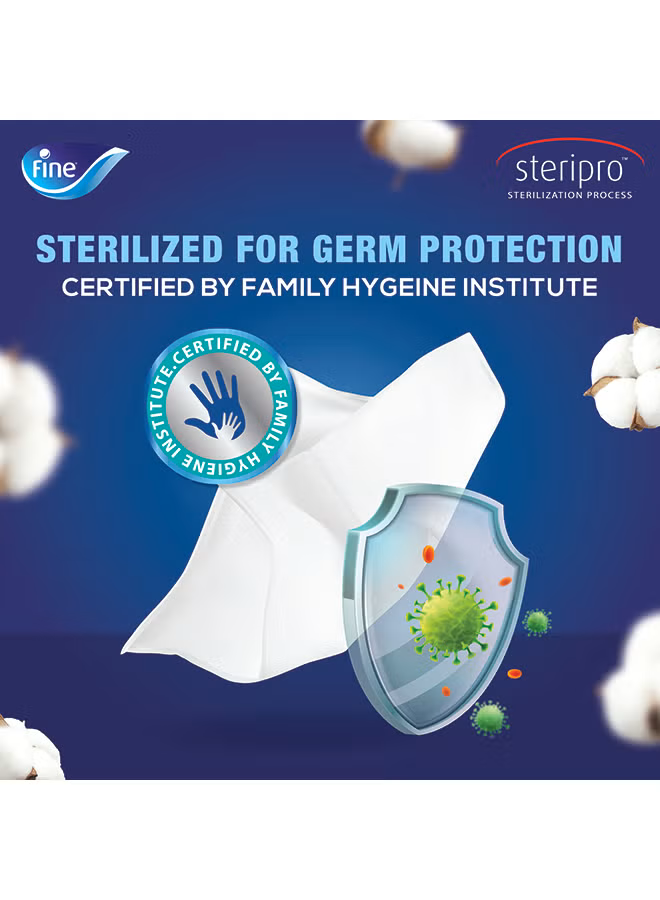 fine
steripro™
STERILIZATION PROCESS
STERILIZED FOR GERM PROTECTION
CERTIFIED BY FAMILY HYGEINE INSTITUTE
CERTIFIED BY FAMILY HYGIENE INSTITUTE.